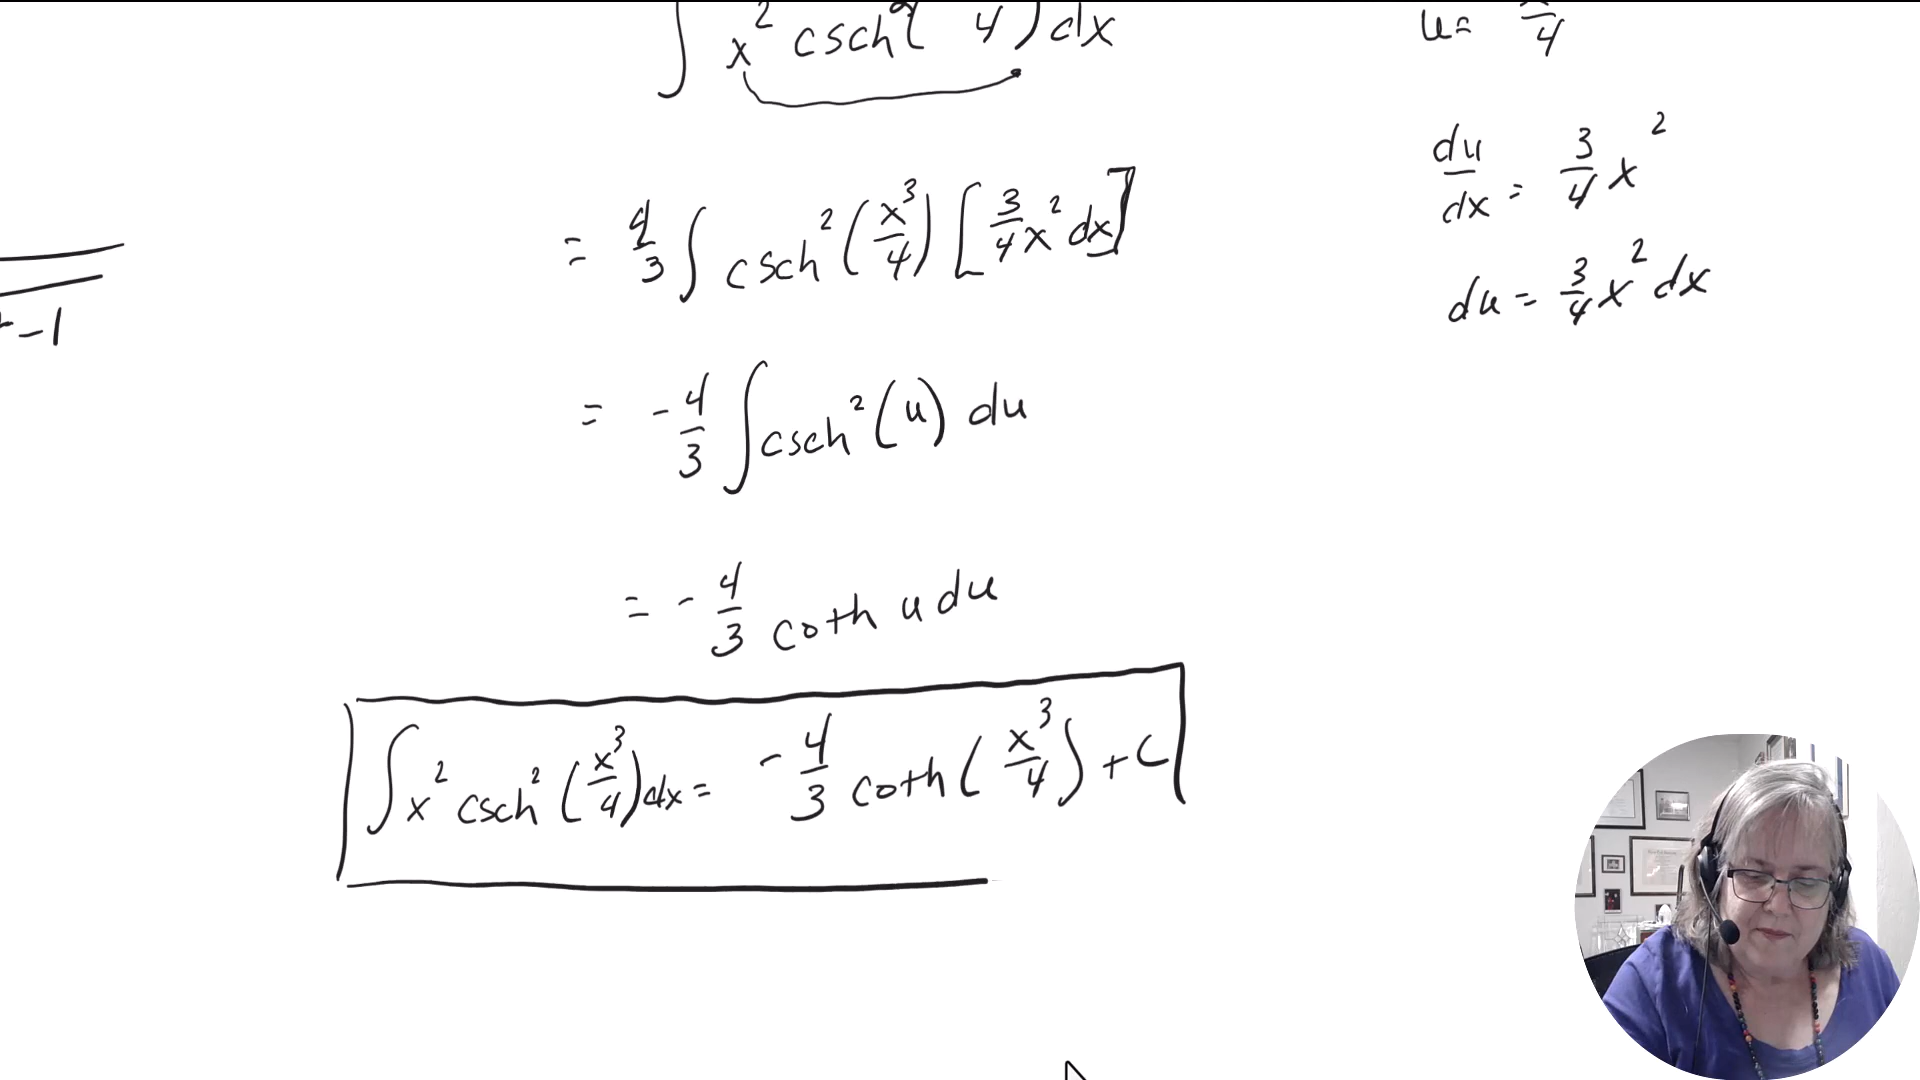 ∫ x² csch²( 4) dx
u = x/4
du/dx = 3/4 x²
= 4/3 ∫ csch² (x³/4) [3/4 x² dx]
du = 3/4 x² dx
-1
= -4/3 ∫ csch² (u) du
= -4/3 coth u du
∫ x² csch² (x³/4) dx = -4/3 coth (x³/4) + C